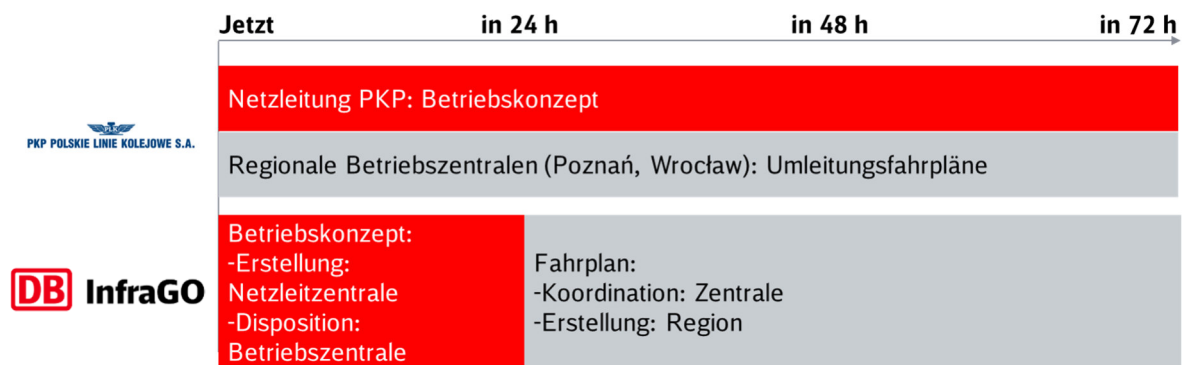 Jetzt in 24 h in 48 h in 72 h
Netzleitung PKP: Betriebskonzept
PLK
PKP POLSKIE LINIE KOLEJOWE S.A.
Regionale Betriebszentralen (Poznań, Wrocław): Umleitungsfahrpläne
DB InfraGO
Betriebskonzept:
-Erstellung:
Netzleitzentrale
-Disposition:
Betriebszentrale
Fahrplan:
-Koordination: Zentrale
-Erstellung: Region